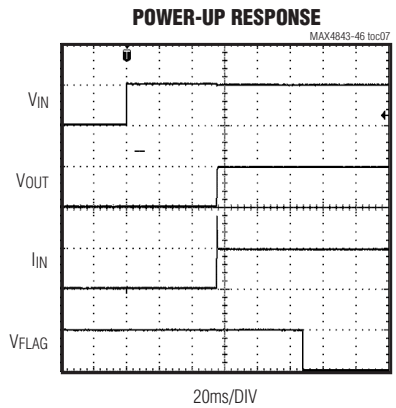 POWER-UP RESPONSE
MAX4843-46 toc07
T
VIN
VOUT
IIN
VFLAG
20ms/DIV